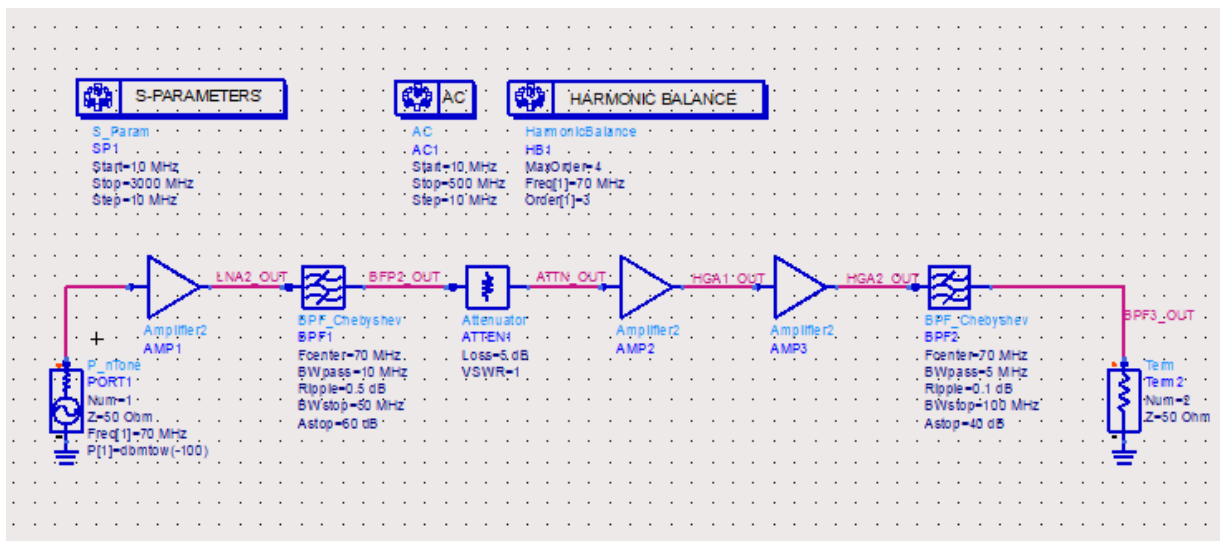 S-PARAMETERS
AC
HARMONIC BALANCE
S_Param
SP1
Start=10 MHz
Stop=3000 MHz
Step=10 MHz
AC
AC1
Start=10 MHz
Stop=500 MHz
Step=10 MHz
HarmonicBalance
HB1
MaxOrder=4
Freq[1]=70 MHz
Order[1]=3
LNA2_OUT
BFP2_OUT
ATTN_OUT
HGA1_OUT
HGA2_OUT
BPF3_OUT
P_nTone
PORT1
Num=1
Z=50 Ohm
Freq[1]=70 MHz
P[1]=dbmtow(-100)
Amplifier2
AMP1
BPF_Chebyshev
BPF1
Fcenter=70 MHz
BWpass=10 MHz
Ripple=0.5 dB
BWstop=50 MHz
Astop=60 dB
Attenuator
ATTEN1
Loss=5. dB
VSWR=1
Amplifier2
AMP2
Amplifier2
AMP3
BPF_Chebyshev
BPF2
Fcenter=70 MHz
BWpass=5 MHz
Ripple=0.1 dB
BWstop=100 MHz
Astop=40 dB
Term
Term2
Num=2
Z=50 Ohm